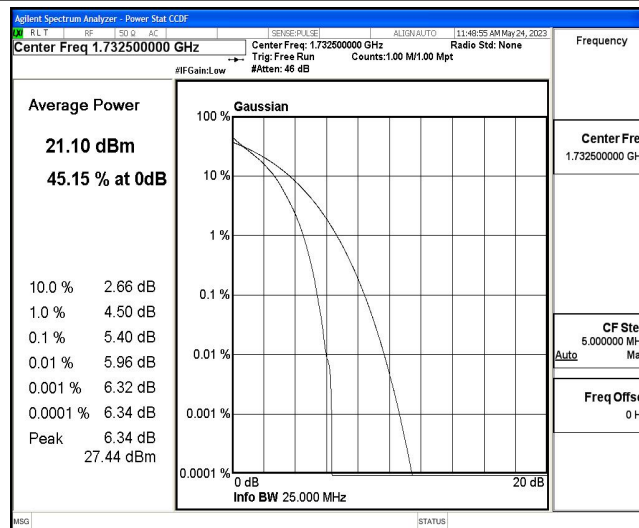 Agilent Spectrum Analyzer - Power Stat CCDF
RLT RF 50 Ω AC SENSE:PULSE ALIGN AUTO 11:48:55 AM May 24, 2023
Center Freq 1.732500000 GHz
Center Freq: 1.732500000 GHz Radio Std: None
Trig: Free Run Counts:1.00 M/1.00 Mpt
#IFGain:Low #Atten: 46 dB
Frequency
Average Power
21.10 dBm
45.15 % at 0dB
10.0 % 2.66 dB
1.0 % 4.50 dB
0.1 % 5.40 dB
0.01 % 5.96 dB
0.001 % 6.32 dB
0.0001 % 6.34 dB
Peak 6.34 dB
27.44 dBm
Gaussian
100 %
10 %
1 %
0.1 %
0.01 %
0.001 %
0.0001 %
0 dB 20 dB
Info BW 25.000 MHz
Center Fre
1.732500000 GH
CF Ste
5.000000 MH
Auto Ma
Freq Offse
0 H
MSG STATUS